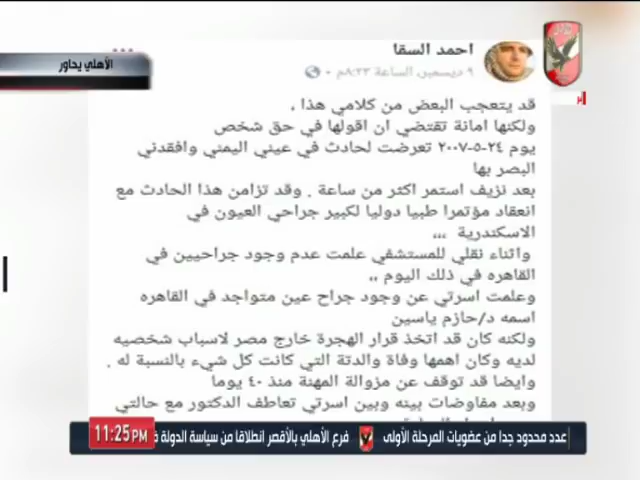 الأهلي يحاور
احمد السقا
٩ ديسمبر، الساعة ٨:٢٣م
قد يتعجب البعض من كلامي هذا ،
ولكنها امانة تقتضي ان اقولها في حق شخص
يوم ٢٤-٥-٢٠٠٧ تعرضت لحادث في عيني اليمني وافقدني
البصر بها
بعد نزيف استمر اكثر من ساعة . وقد تزامن هذا الحادث مع
انعقاد مؤتمرا طبيا دوليا لكبير جراحي العيون في
الاسكندرية ,,,
واثناء نقلي للمستشفي علمت عدم وجود جراحيين في
القاهره في ذلك اليوم ,,
وعلمت اسرتي عن وجود جراح عين متواجد في القاهره
اسمه د/حازم ياسين
ولكنه كان قد اتخذ قرار الهجرة خارج مصر لاسباب شخصيه
لديه وكان اهمها وفاة والدتة التي كانت كل شيء بالنسبة له .
وايضا قد توقف عن مزوالة المهنة منذ ٤٠ يوما
وبعد مفاوضات بينه وبين اسرتي تعاطف الدكتور مع حالتي
عدد محدود جدا من عضويات المرحلة الأولى
فرع الأهلي بالأقصر انطلاقا من سياسة الدولة
11:25 PM